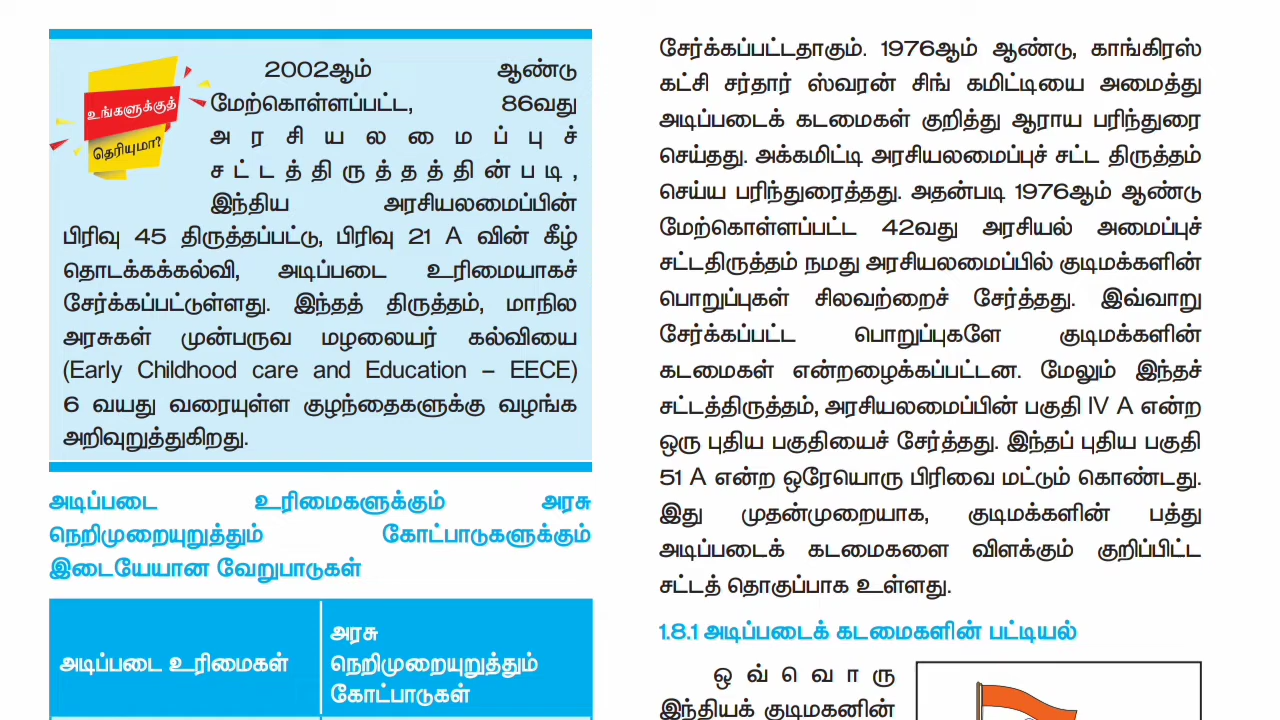 உங்களுக்குத்
தெரியுமா?
2002ஆம் ஆண்டு
மேற்கொள்ளப்பட்ட, 86வது
அரசியலமைப்புச்
சட்டத்திருத்தத்தின்படி,
இந்திய அரசியலமைப்பின்
பிரிவு 45 திருத்தப்பட்டு, பிரிவு 21 A வின் கீழ்
தொடக்கக்கல்வி, அடிப்படை உரிமையாகச்
சேர்க்கப்பட்டுள்ளது. இந்தத் திருத்தம், மாநில
அரசுகள் முன்பருவ மழலையர் கல்வியை
(Early Childhood care and Education – EECE)
6 வயது வரையுள்ள குழந்தைகளுக்கு வழங்க
அறிவுறுத்துகிறது.
அடிப்படை உரிமைகளுக்கும் அரசு
நெறிமுறையுறுத்தும் கோட்பாடுகளுக்கும்
இடையேயான வேறுபாடுகள்
அடிப்படை உரிமைகள்
அரசு
நெறிமுறையுறுத்தும்
கோட்பாடுகள்
சேர்க்கப்பட்டதாகும். 1976ஆம் ஆண்டு, காங்கிரஸ்
கட்சி சர்தார் ஸ்வரன் சிங் கமிட்டியை அமைத்து
அடிப்படைக் கடமைகள் குறித்து ஆராய பரிந்துரை
செய்தது. அக்கமிட்டி அரசியலமைப்புச் சட்ட திருத்தம்
செய்ய பரிந்துரைத்தது. அதன்படி 1976ஆம் ஆண்டு
மேற்கொள்ளப்பட்ட 42வது அரசியல் அமைப்புச்
சட்டதிருத்தம் நமது அரசியலமைப்பில் குடிமக்களின்
பொறுப்புகள் சிலவற்றைச் சேர்த்தது. இவ்வாறு
சேர்க்கப்பட்ட பொறுப்புகளே குடிமக்களின்
கடமைகள் என்றழைக்கப்பட்டன. மேலும் இந்தச்
சட்டத்திருத்தம், அரசியலமைப்பின் பகுதி IV A என்ற
ஒரு புதிய பகுதியைச் சேர்த்தது. இந்தப் புதிய பகுதி
51 A என்ற ஒரேயொரு பிரிவை மட்டும் கொண்டது.
இது முதன்முறையாக, குடிமக்களின் பத்து
அடிப்படைக் கடமைகளை விளக்கும் குறிப்பிட்ட
சட்டத் தொகுப்பாக உள்ளது.
1.8.1 அடிப்படைக் கடமைகளின் பட்டியல்
ஒவ்வொரு
இந்தியக் குடிமகனின்